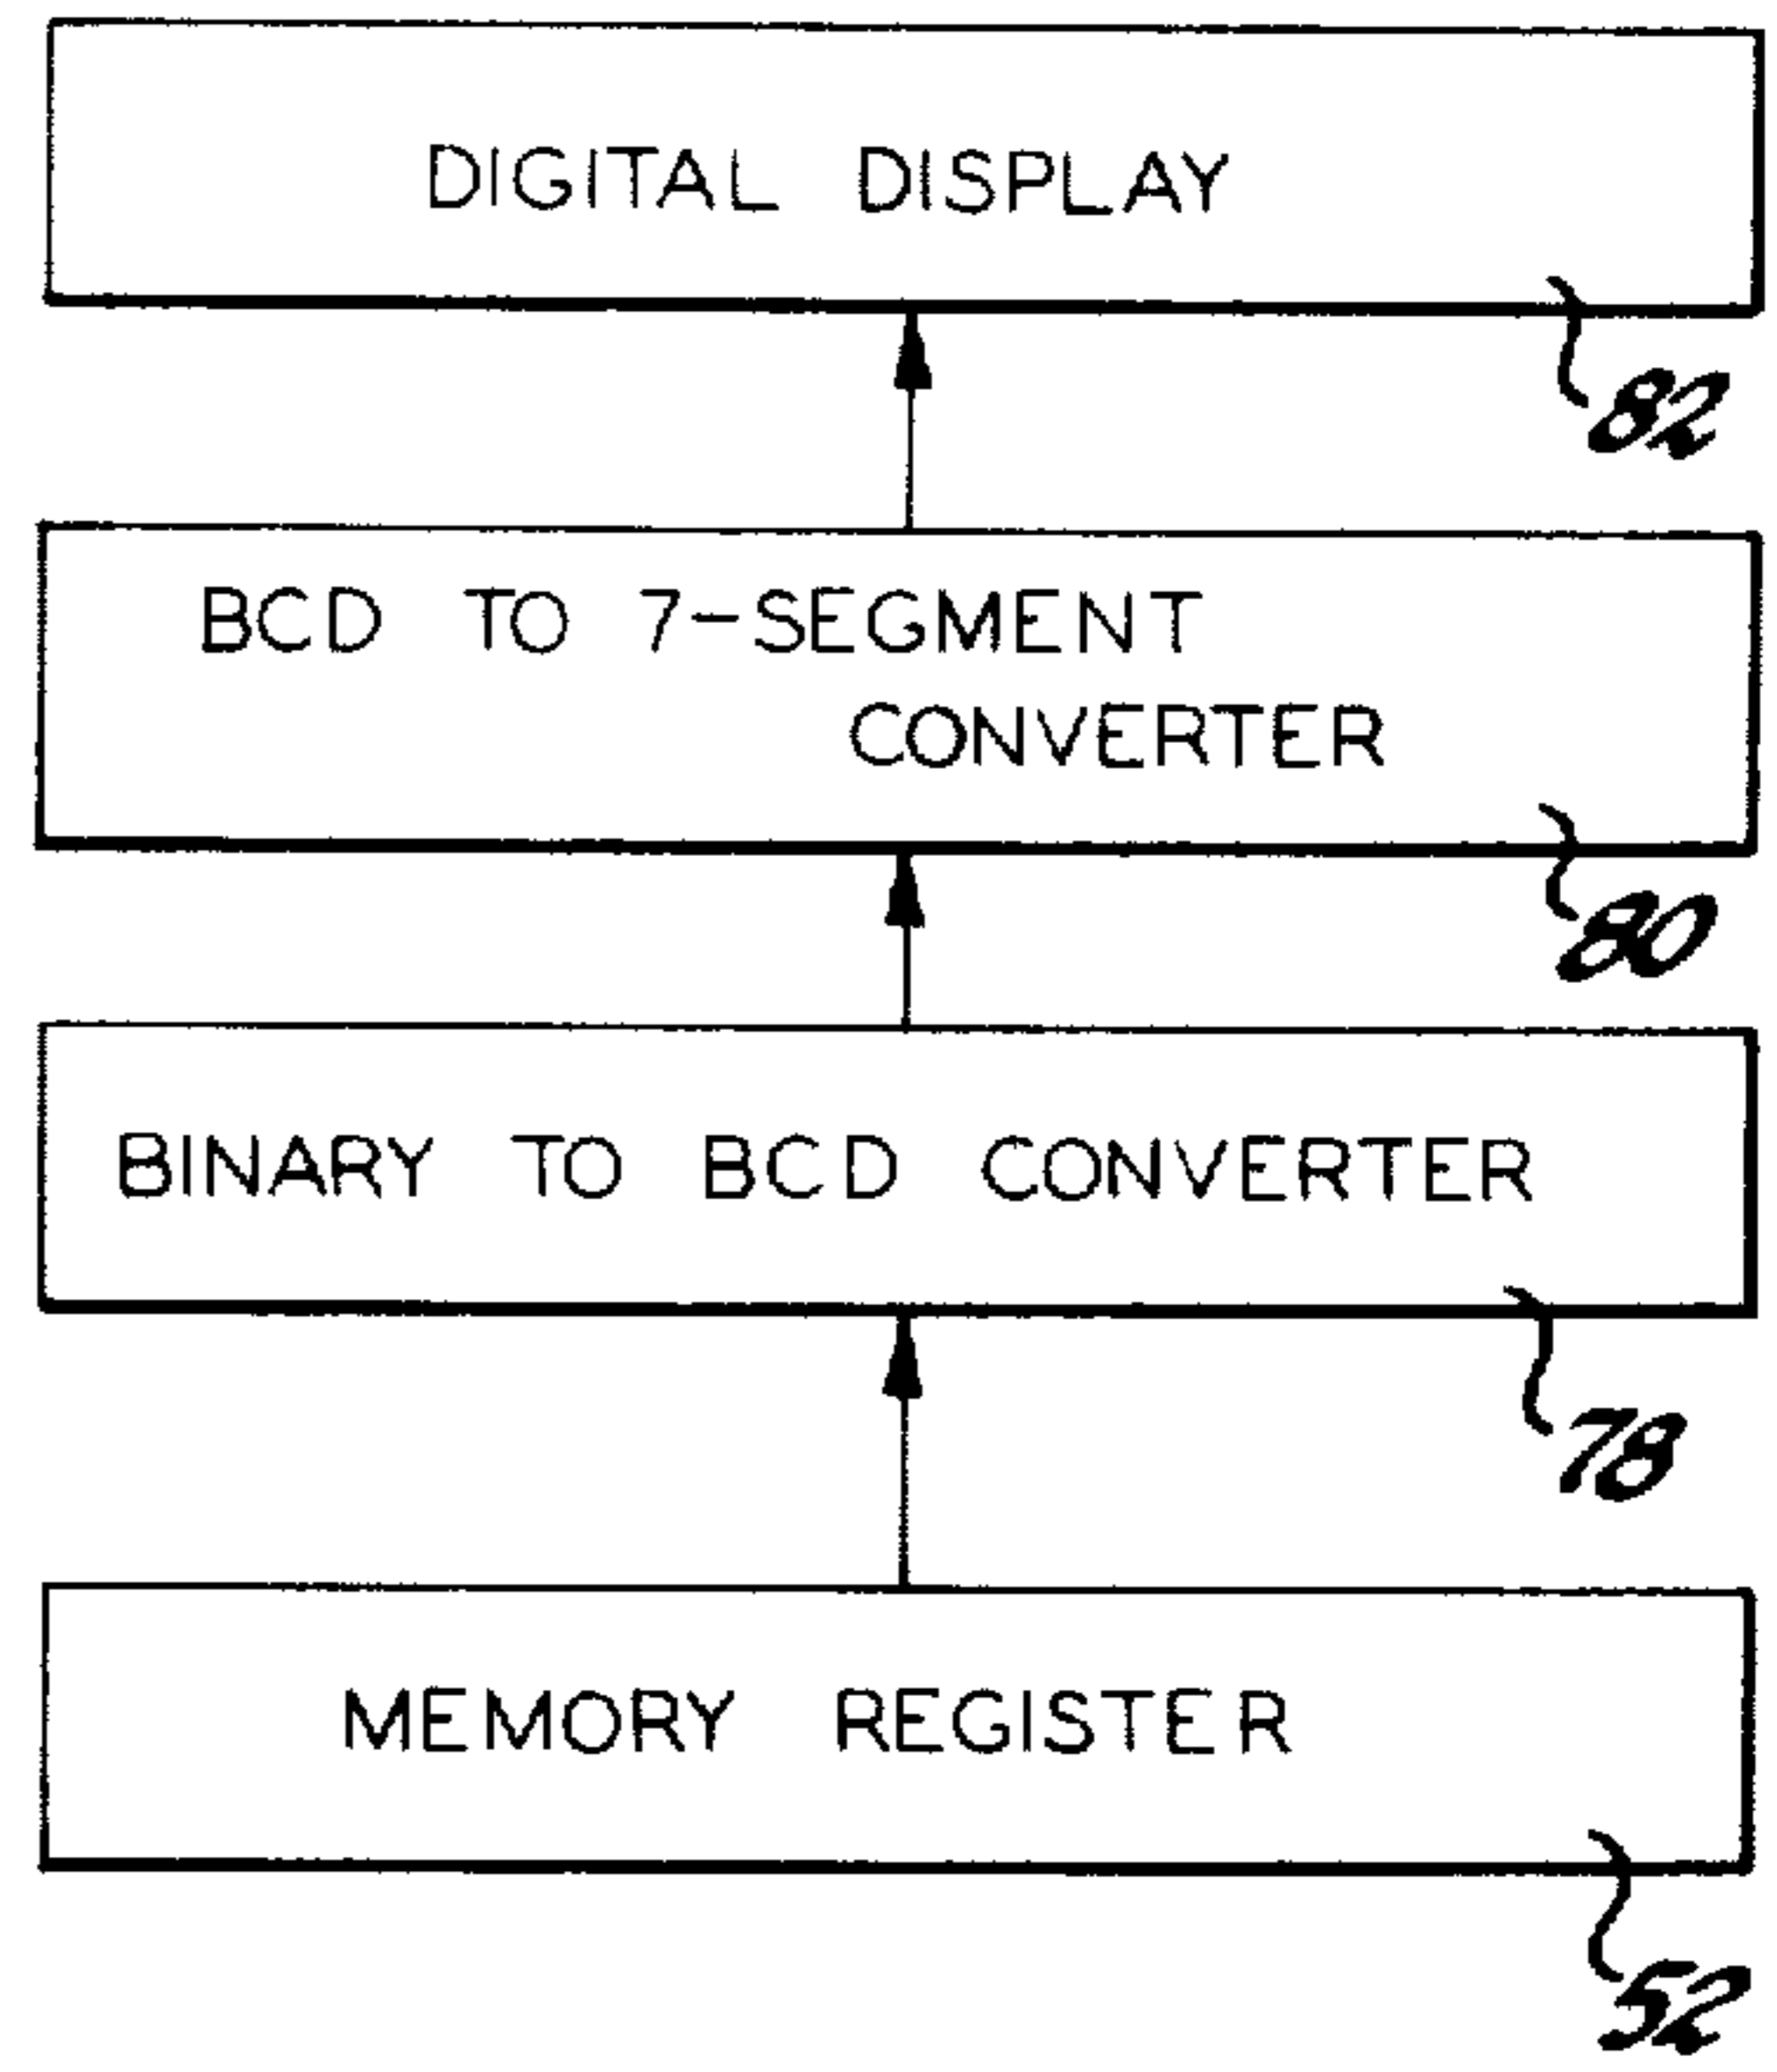 DIGITAL DISPLAY
82
BCD TO 7-SEGMENT
CONVERTER
80
BINARY TO BCD CONVERTER
78
MEMORY REGISTER
52